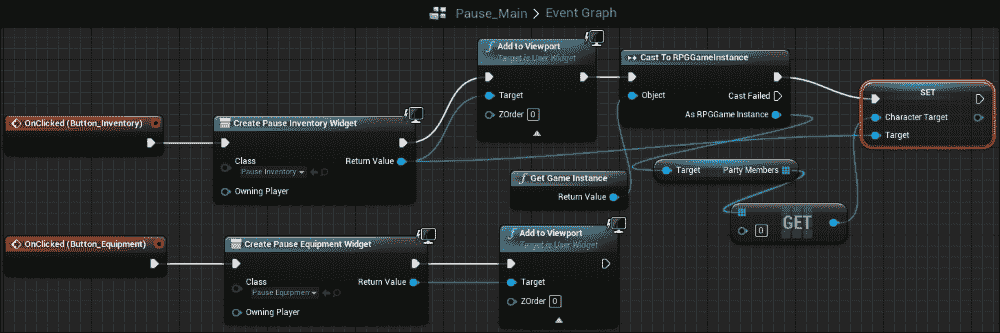 Pause_Main > Event Graph
OnClicked (Button_Inventory)
Create Pause Inventory Widget
Class
Pause Inventory
Owning Player
Return Value
f Add to Viewport
Target is User Widget
Target
ZOrder 0
Cast To RPGGameInstance
Object
Cast Failed
As RPGGame Instance
SET
Character Target
Target
f Get Game Instance
Return Value
Target
Party Members
0
GET
OnClicked (Button_Equipment)
Create Pause Equipment Widget
Class
Pause Equipmen
Owning Player
Return Value
f Add to Viewport
Target is User Widget
Target
ZOrder 0